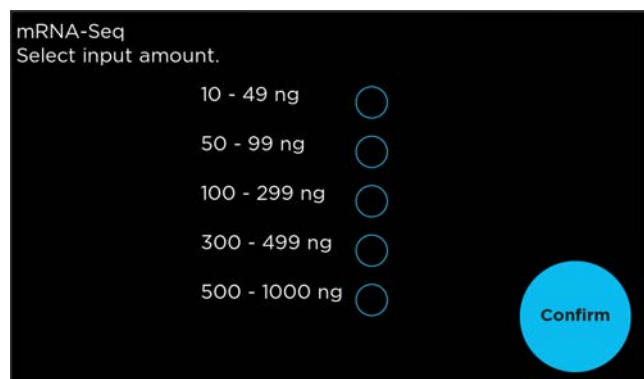 mRNA-Seq
Select input amount.
10 - 49 ng
50 - 99 ng
100 - 299 ng
300 - 499 ng
500 - 1000 ng
Confirm